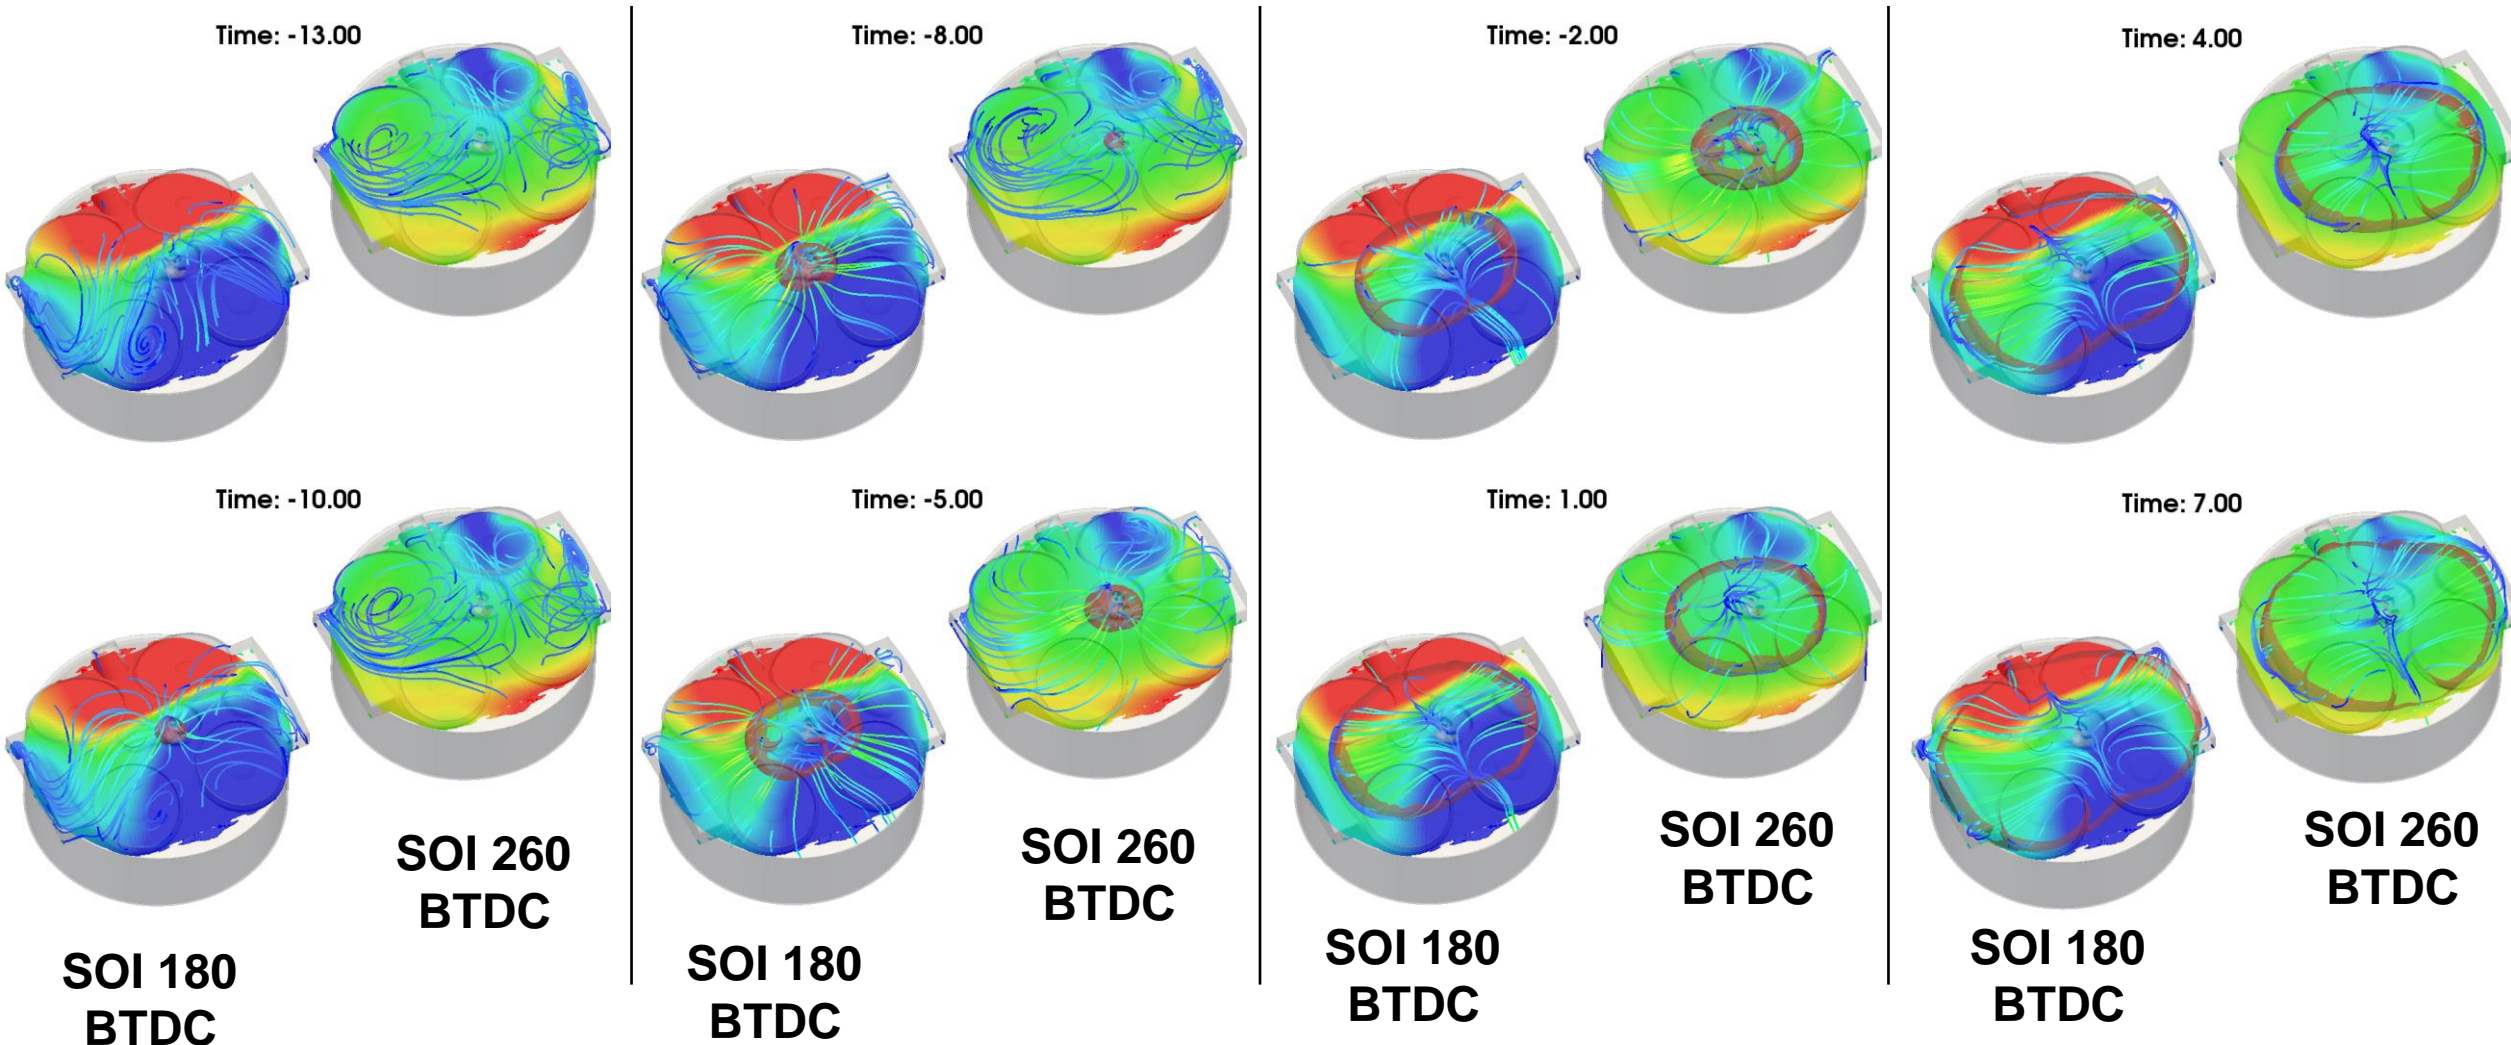 Time: -13.00
Time: -8.00
Time: -2.00
Time: 4.00
Time: -10.00
Time: -5.00
Time: 1.00
Time: 7.00
SOI 260
BTDC
SOI 260
BTDC
SOI 260
BTDC
SOI 260
BTDC
SOI 180
BTDC
SOI 180
BTDC
SOI 180
BTDC
SOI 180
BTDC